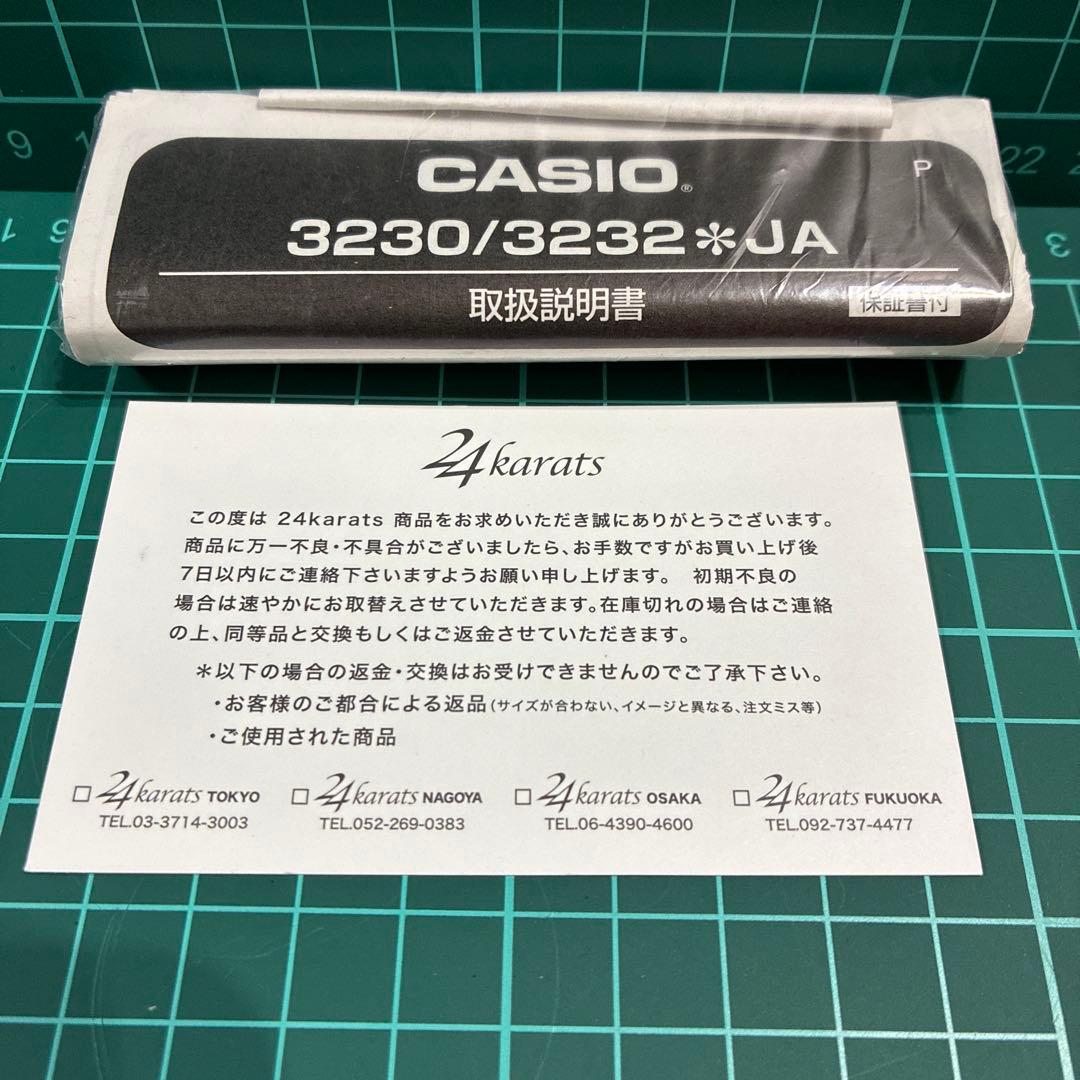 CASIO®
P
3230/3232＊JA
取扱説明書
保証書付
9 1
22 2
16
3
24karats
この度は 24karats 商品をお求めいただき誠にありがとうございます。
商品に万一不良・不具合がございましたら、お手数ですがお買い上げ後
7日以内にご連絡下さいますようお願い申し上げます。 初期不良の
場合は速やかにお取替えさせていただきます。在庫切れの場合はご連絡
の上、同等品と交換もしくはご返金させていただきます。
＊以下の場合の返金・交換はお受けできませんのでご了承下さい。
・お客様のご都合による返品(サイズが合わない、イメージと異なる、注文ミス等)
・ご使用された商品
□ 24karats TOKYO □ 24karats NAGOYA □ 24karats OSAKA □ 24karats FUKUOKA
TEL.03-3714-3003 TEL.052-269-0383 TEL.06-4390-4600 TEL.092-737-4477